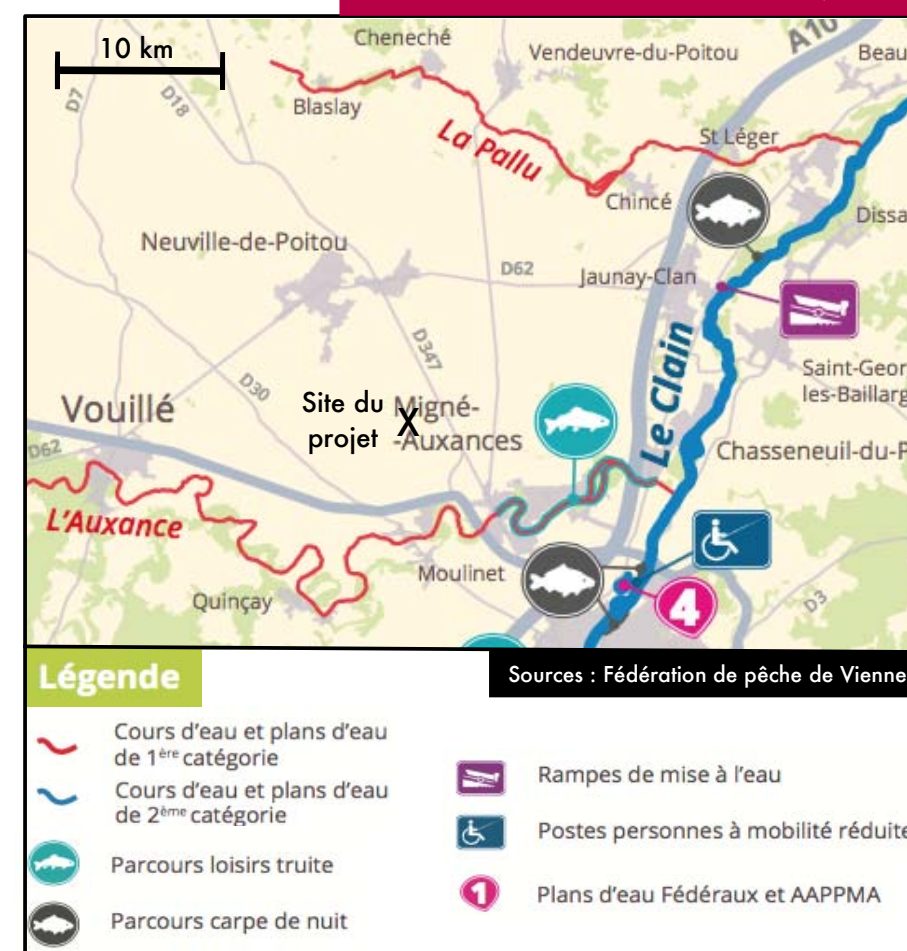 10 km
Cheneché
Vendeuvre-du-Poitou
A10
Beau
D7
D18
Blaslay
La Pallu
St Léger
Chincé
Dissa
Neuville-de-Poitou
D62
Jaunay-Clan
D347
Le Clain
Saint-Geor
les-Baillarg
D30
Vouillé
Site du
projet
X
Migné-
-Auxances
D62
Chasseneuil-du-P
L'Auxance
Moulinet
Quinçay
4
D3
Légende
Sources : Fédération de pêche de Vienne
Cours d'eau et plans d'eau
de 1ère catégorie
Cours d'eau et plans d'eau
de 2ème catégorie
Parcours loisirs truite
Parcours carpe de nuit
Rampes de mise à l'eau
Postes personnes à mobilité réduite
1
Plans d'eau Fédéraux et AAPPMA